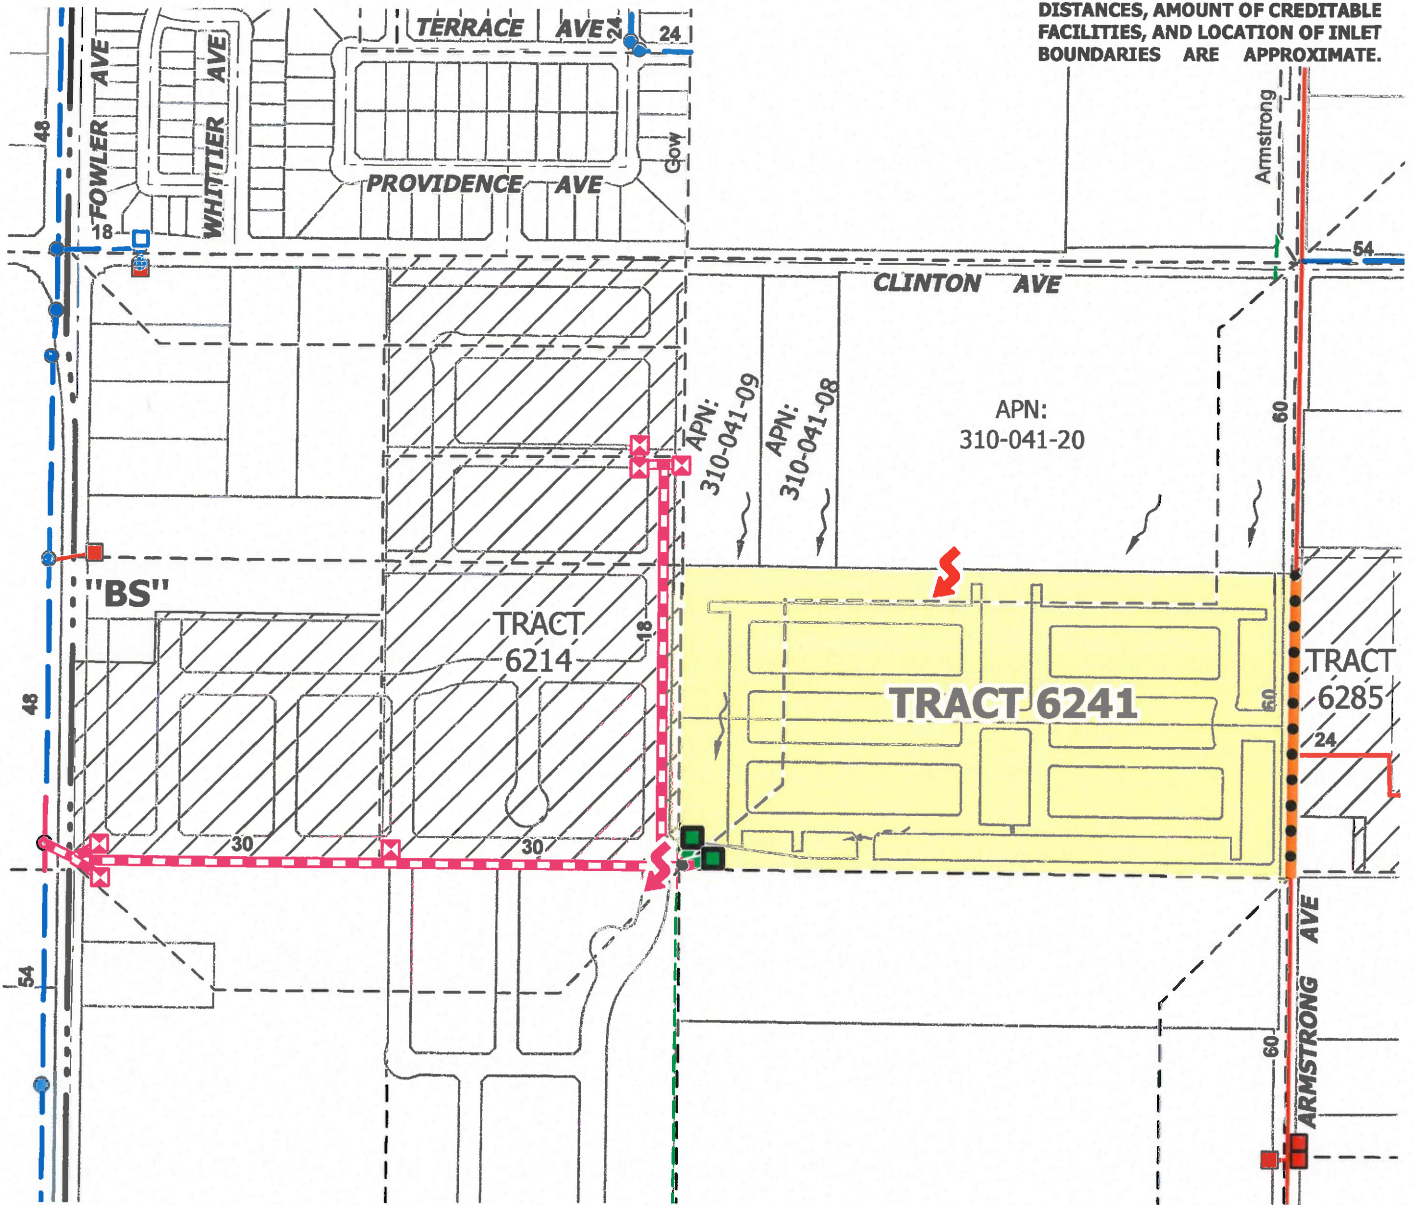 DISTANCES, AMOUNT OF CREDITABLE
FACILITIES, AND LOCATION OF INLET
BOUNDARIES ARE APPROXIMATE.
TERRACE AVE
24
24
48
FOWLER AVE
WHITTIER AVE
Gow
Armstrong
PROVIDENCE AVE
18
54
CLINTON AVE
APN:
310-041-09
APN:
310-041-08
APN:
310-041-20
60
"BS"
TRACT
6214
18
TRACT 6241
60
TRACT
6285
24
48
30
30
54
ARMSTRONG AVE
60